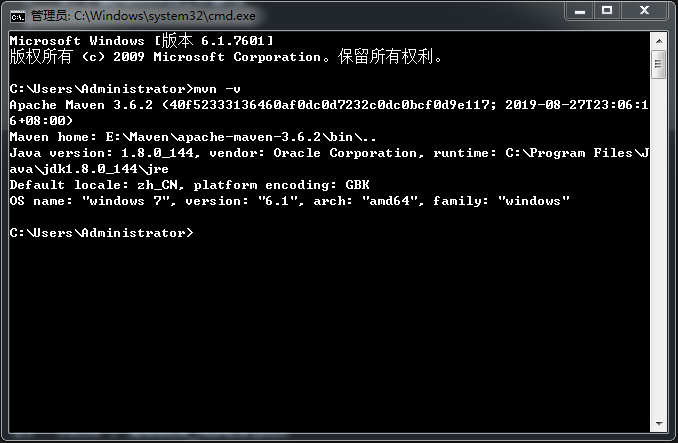 管理员: C:\Windows\system32\cmd.exe
Microsoft Windows [版本 6.1.7601]
版权所有 (c) 2009 Microsoft Corporation。保留所有权利。
C:\Users\Administrator>mvn -v
Apache Maven 3.6.2 (40f52333136460af0dc0d7232c0dc0bcf0d9e117; 2019-08-27T23:06:1
6+08:00)
Maven home: E:\Maven\apache-maven-3.6.2\bin\..
Java version: 1.8.0_144, vendor: Oracle Corporation, runtime: C:\Program Files\J
ava\jdk1.8.0_144\jre
Default locale: zh_CN, platform encoding: GBK
OS name: "windows 7", version: "6.1", arch: "amd64", family: "windows"
C:\Users\Administrator>